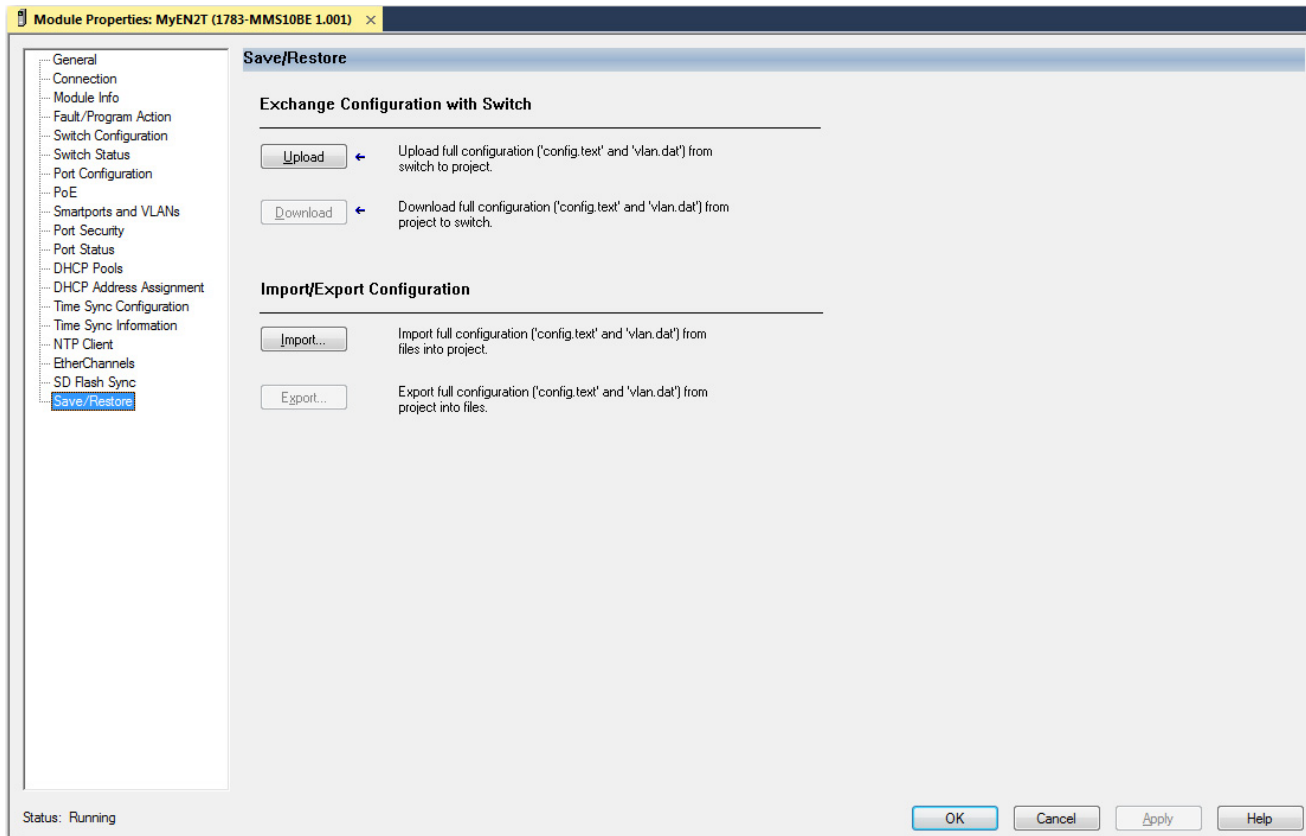 Module Properties: MyEN2T (1783-MMS10BE 1.001) ×
General
Connection
Module Info
Fault/Program Action
Switch Configuration
Switch Status
Port Configuration
PoE
Smartports and VLANs
Port Security
Port Status
DHCP Pools
DHCP Address Assignment
Time Sync Configuration
Time Sync Information
NTP Client
EtherChannels
SD Flash Sync
Save/Restore
Save/Restore
Exchange Configuration with Switch
Upload
Upload full configuration ('config.text' and 'vlan.dat') from
switch to project.
Download
Download full configuration ('config.text' and 'vlan.dat') from
project to switch.
Import/Export Configuration
Import...
Import full configuration ('config.text' and 'vlan.dat') from
files into project.
Export...
Export full configuration ('config.text' and 'vlan.dat') from
project into files.
Status: Running
OK
Cancel
Apply
Help